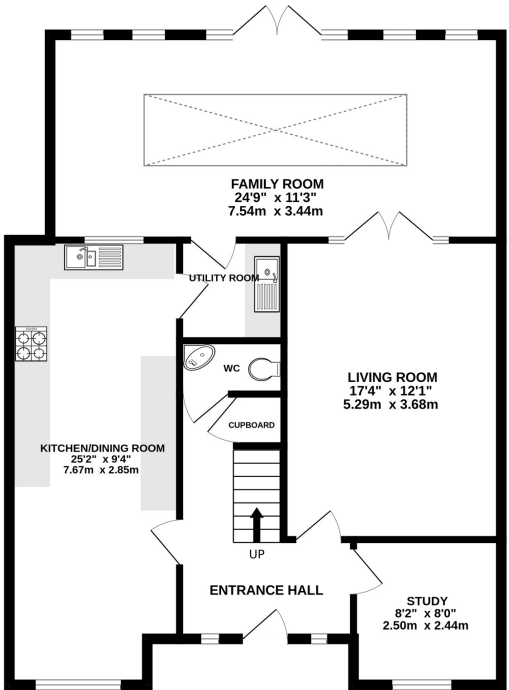 FAMILY ROOM
24'9" x 11'3"
7.54m x 3.44m
UTILITY ROOM
WC
CUPBOARD
LIVING ROOM
17'4" x 12'1"
5.29m x 3.68m
KITCHEN/DINING ROOM
25'2" x 9'4"
7.67m x 2.85m
UP
ENTRANCE HALL
STUDY
8'2" x 8'0"
2.50m x 2.44m